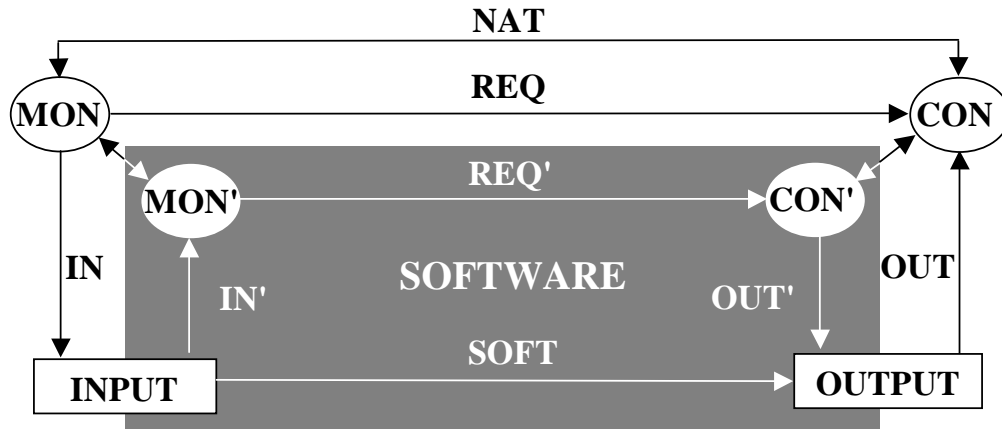 NAT
REQ
MON
CON
REQ'
MON'
CON'
IN
SOFTWARE
OUT
IN'
OUT'
SOFT
INPUT
OUTPUT